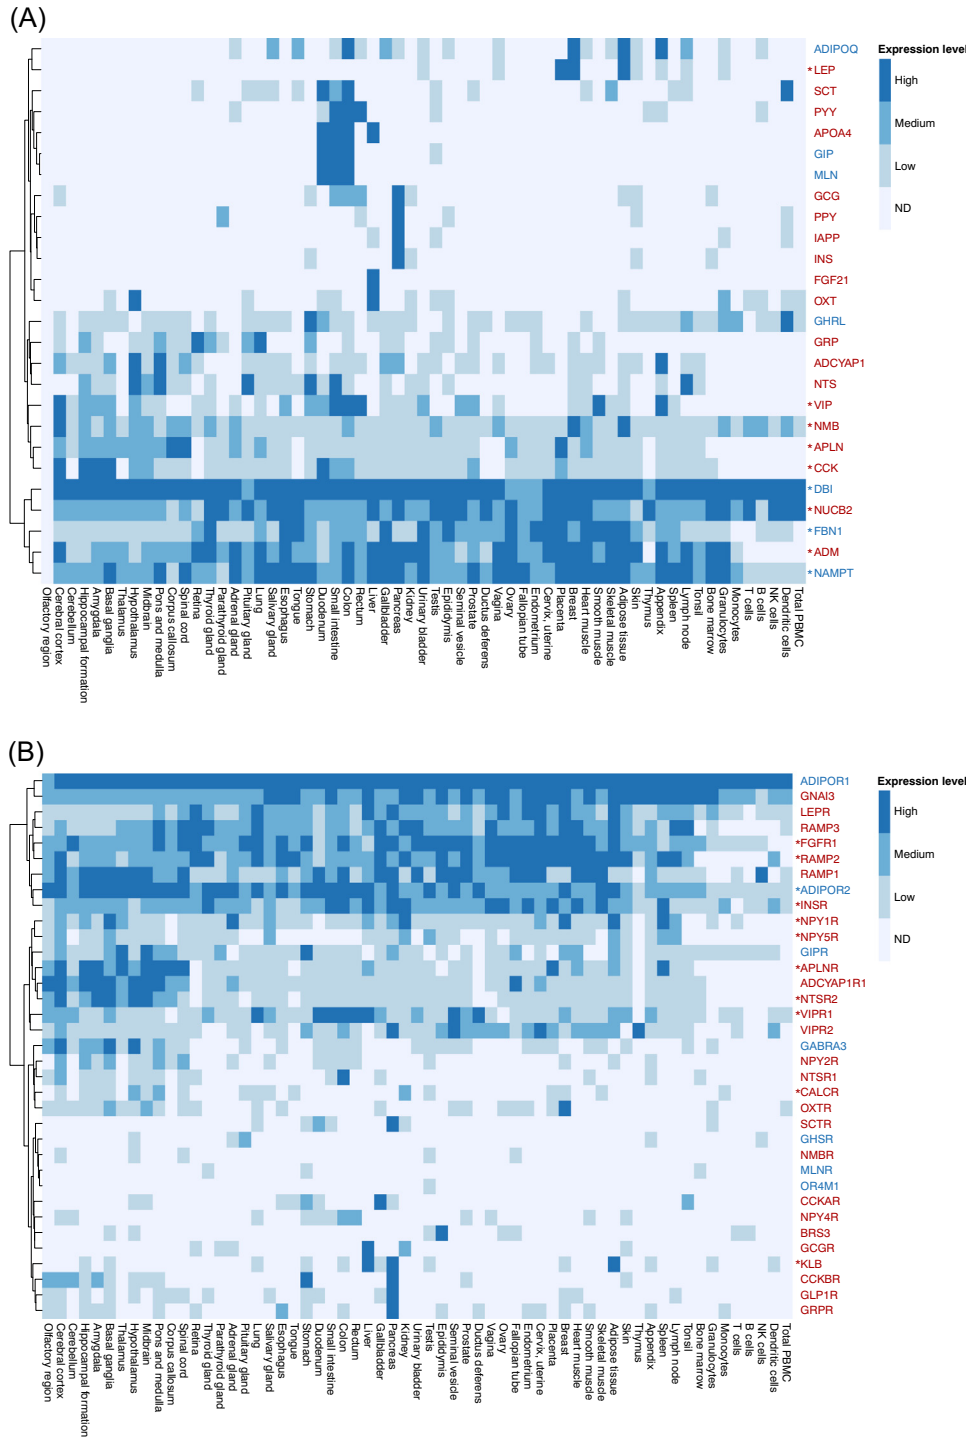 (A)
ADIPOQ
*LEP
SCT
PYY
APOA4
GIP
MLN
GCG
PPY
IAPP
INS
FGF21
OXT
GHRL
GRP
ADCYAP1
NTS
*VIP
*NMB
*APLN
*CCK
*DBI
*NUCB2
*FBN1
*ADM
*NAMPT
Expression level
High
Medium
Low
ND
Olfactory region
Cerebral cortex
Cerebellum
Hippocampal formation
Amygdala
Basal ganglia
Thalamus
Hypothalamus
Midbrain
Pons and medulla
Corpus callosum
Spinal cord
Retina
Thyroid gland
Parathyroid gland
Adrenal gland
Pituitary gland
Lung
Salivary gland
Esophagus
Tongue
Stomach
Duodenum
Small intestine
Colon
Rectum
Liver
Gallbladder
Pancreas
Kidney
Urinary bladder
Testis
Epididymis
Seminal vesicle
Prostate
Ductus deferens
Vagina
Ovary
Fallopian tube
Endometrium
Cervix, uterine
Placenta
Breast
Heart muscle
Smooth muscle
Skeletal muscle
Adipose tissue
Skin
Thymus
Appendix
Spleen
Lymph node
Tonsil
Bone marrow
Granulocytes
Monocytes
T cells
B cells
NK cells
Dendritic cells
Total PBMC
(B)
ADIPOR1
GNAI3
LEPR
RAMP3
*FGFR1
*RAMP2
RAMP1
*ADIPOR2
*INSR
*NPY1R
*NPY5R
GIPR
*APLNR
ADCYAP1R1
*NTSR2
*VIPR1
VIPR2
GABRA3
NPY2R
NTSR1
*CALCR
OXTR
SCTR
GHSR
NMBR
MLNR
OR4M1
CCKAR
NPY4R
BRS3
GCGR
*KLB
CCKBR
GLP1R
GRPR
Expression level
High
Medium
Low
ND
Olfactory region
Cerebral cortex
Cerebellum
Hippocampal formation
Amygdala
Basal ganglia
Thalamus
Hypothalamus
Midbrain
Pons and medulla
Corpus callosum
Spinal cord
Retina
Thyroid gland
Parathyroid gland
Adrenal gland
Pituitary gland
Lung
Salivary gland
Esophagus
Tongue
Stomach
Duodenum
Small intestine
Colon
Rectum
Liver
Gallbladder
Pancreas
Kidney
Urinary bladder
Testis
Epididymis
Seminal vesicle
Prostate
Ductus deferens
Vagina
Ovary
Fallopian tube
Endometrium
Cervix, uterine
Placenta
Breast
Heart muscle
Smooth muscle
Skeletal muscle
Adipose tissue
Skin
Thymus
Appendix
Spleen
Lymph node
Tonsil
Bone marrow
Granulocytes
Monocytes
T cells
B cells
NK cells
Dendritic cells
Total PBMC